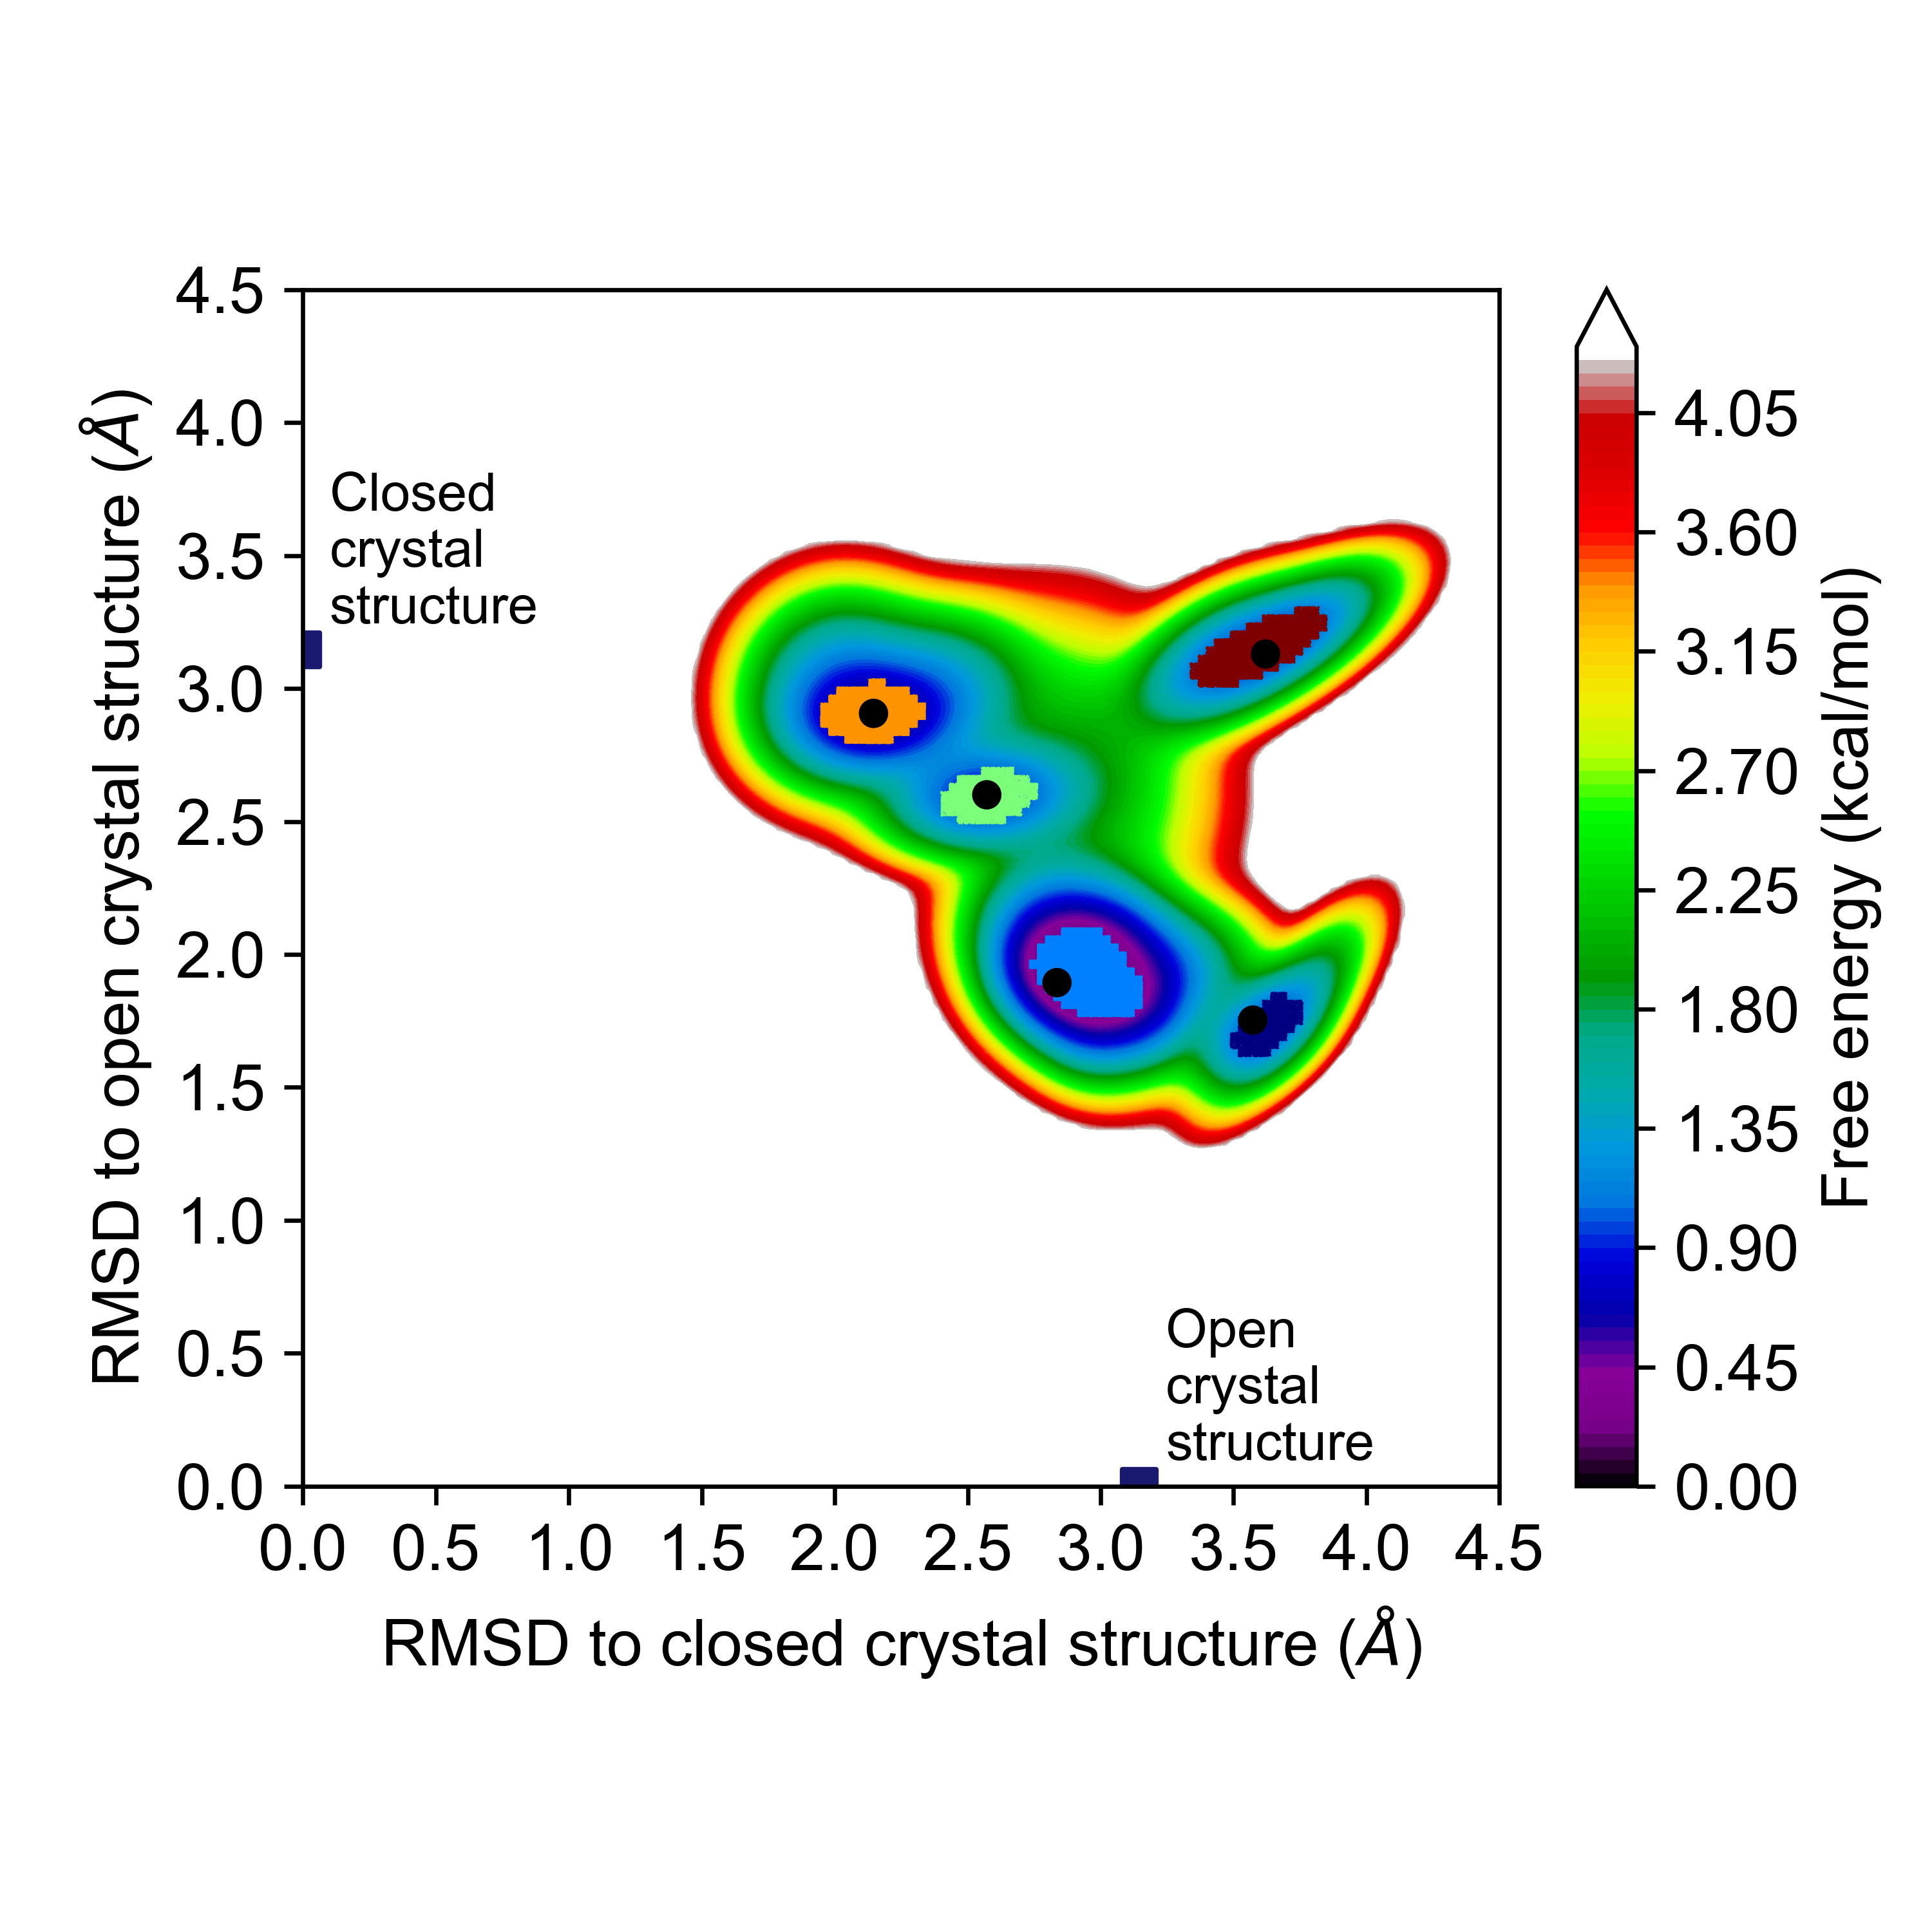 4.5
4.0
3.5
3.0
2.5
2.0
1.5
1.0
0.5
0.0
RMSD to open crystal structure (Å)
Closed
crystal
structure
Open
crystal
structure
0.0 0.5 1.0 1.5 2.0 2.5 3.0 3.5 4.0 4.5
RMSD to closed crystal structure (Å)
4.05
3.60
3.15
2.70
2.25
1.80
1.35
0.90
0.45
0.00
Free energy (kcal/mol)